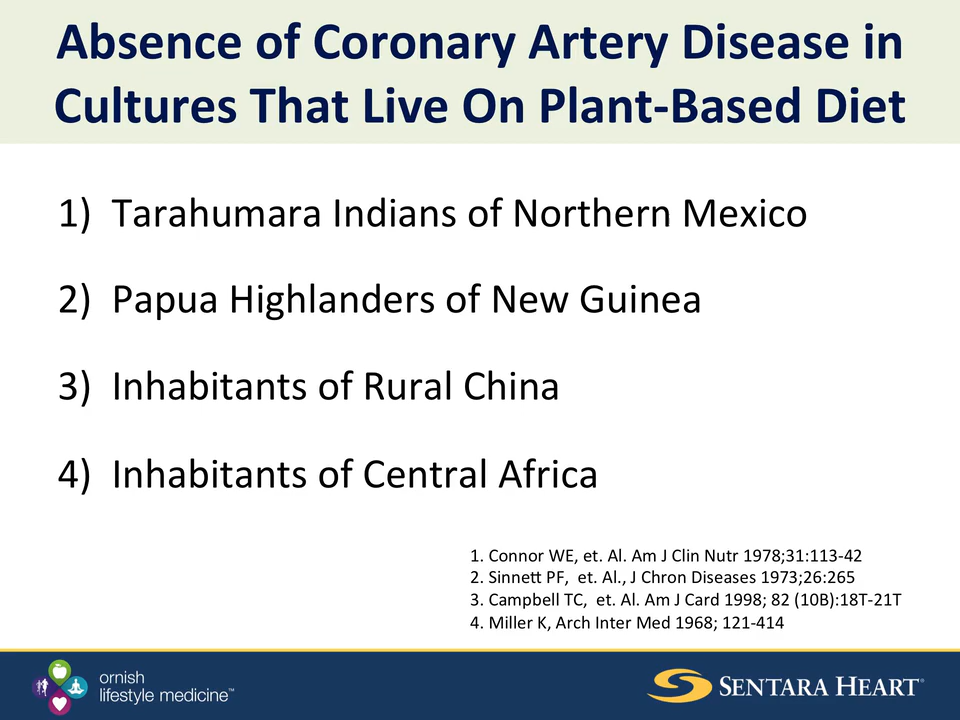 Absence of Coronary Artery Disease in
Cultures That Live On Plant-Based Diet
1) Tarahumara Indians of Northern Mexico
2) Papua Highlanders of New Guinea
3) Inhabitants of Rural China
4) Inhabitants of Central Africa
1. Connor WE, et. Al. Am J Clin Nutr 1978;31:113-42
2. Sinnett PF, et. Al., J Chron Diseases 1973;26:265
3. Campbell TC, et. Al. Am J Card 1998; 82 (10B):18T-21T
4. Miller K, Arch Inter Med 1968; 121-414
ornish
lifestyle medicine™
SENTARA HEART®